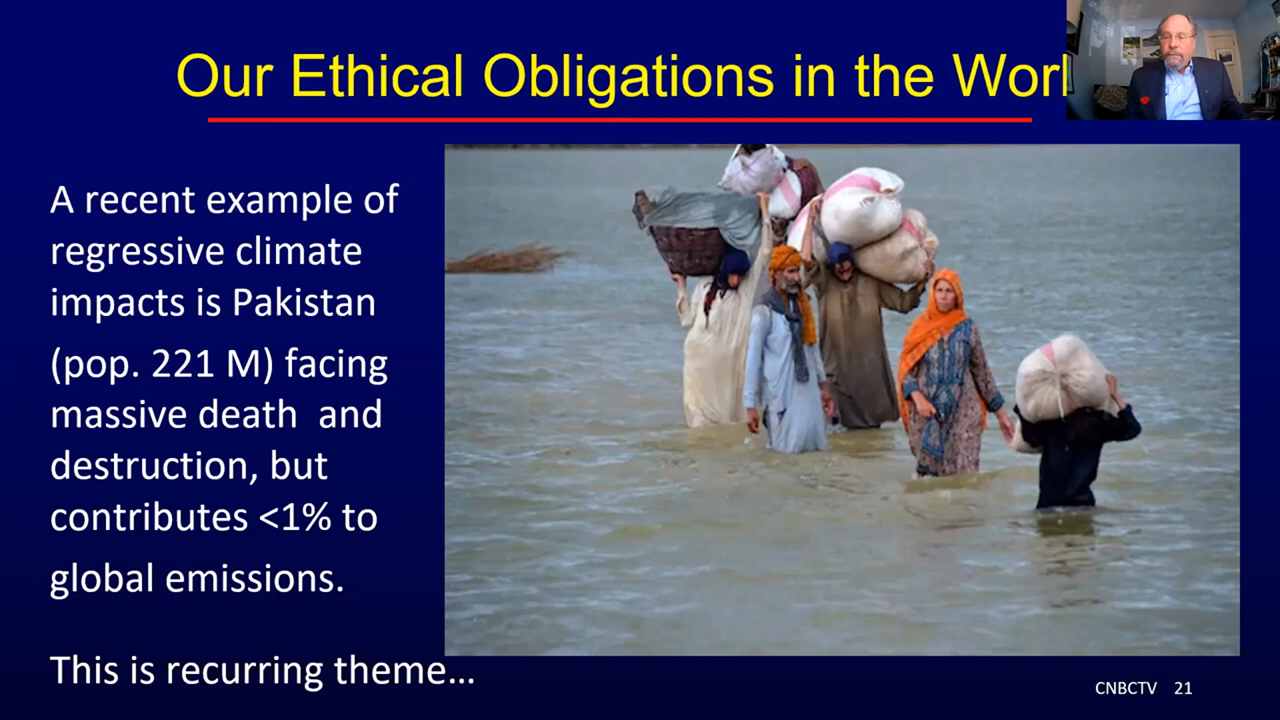 Our Ethical Obligations in the Worl
A recent example of
regressive climate
impacts is Pakistan
(pop. 221 M) facing
massive death and
destruction, but
contributes <1% to
global emissions.
This is recurring theme…
CNBCTV 21